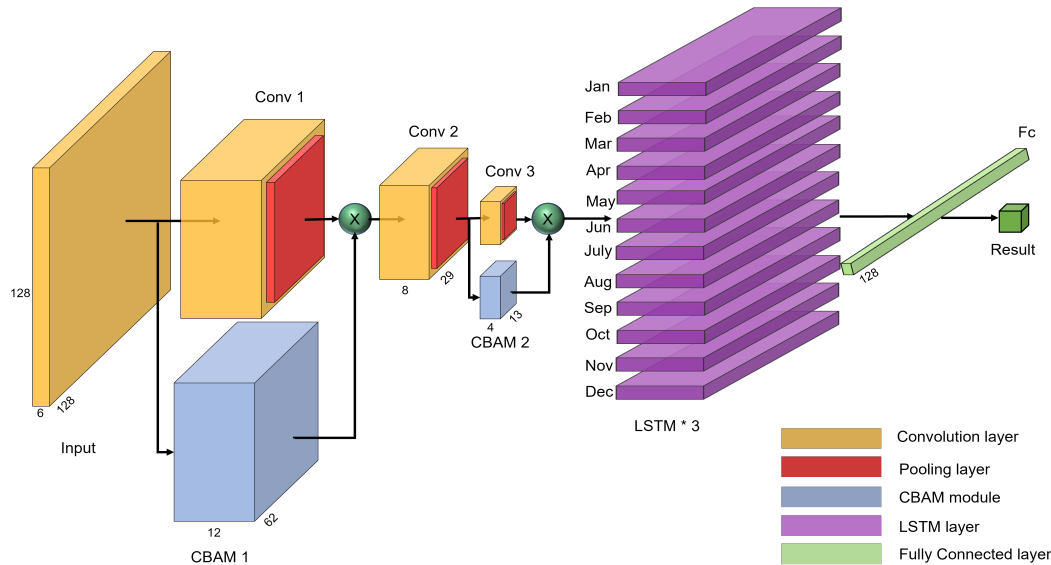 Conv 1
Conv 2
Conv 3
Jan
Feb
Mar
Apr
May
Jun
July
Aug
Sep
Oct
Nov
Dec
Fc
X
X
128
6
128
Input
12
62
CBAM 1
8
29
4
13
CBAM 2
LSTM * 3
128
Result
Convolution layer
Pooling layer
CBAM module
LSTM layer
Fully Connected layer